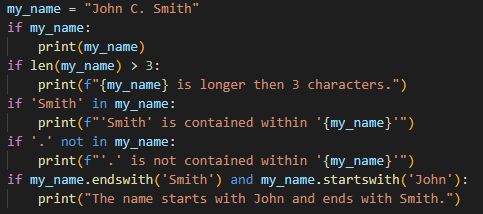 my_name = "John C. Smith"
if my_name:
    print(my_name)
if len(my_name) > 3:
    print(f"{my_name} is longer then 3 characters.")
if 'Smith' in my_name:
    print(f"'Smith' is contained within '{my_name}'")
if '.' not in my_name:
    print(f"'.' is not contained within '{my_name}'")
if my_name.endswith('Smith') and my_name.startswith('John'):
    print("The name starts with John and ends with Smith.")